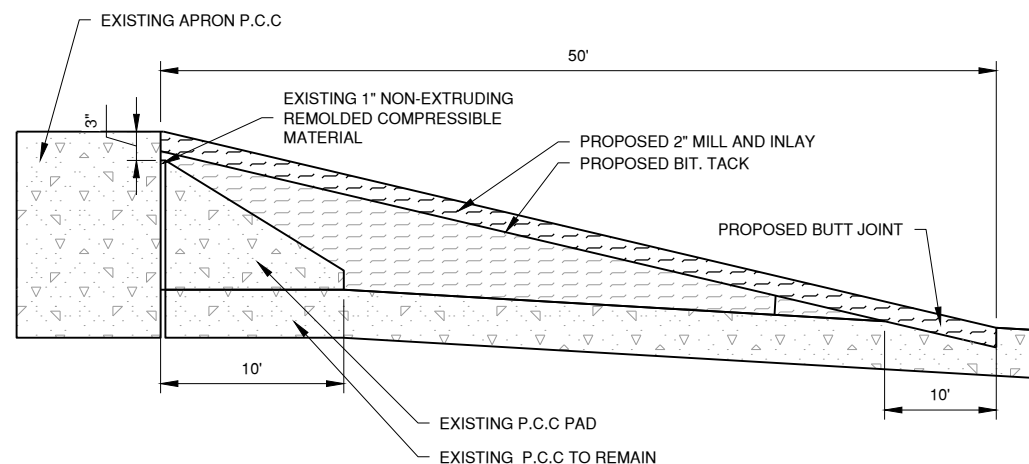 EXISTING APRON P.C.C
50'
3"
EXISTING 1" NON-EXTRUDING
REMOLDED COMPRESSIBLE
MATERIAL
PROPOSED 2" MILL AND INLAY
PROPOSED BIT. TACK
PROPOSED BUTT JOINT
10'
10'
EXISTING P.C.C PAD
EXISTING P.C.C TO REMAIN